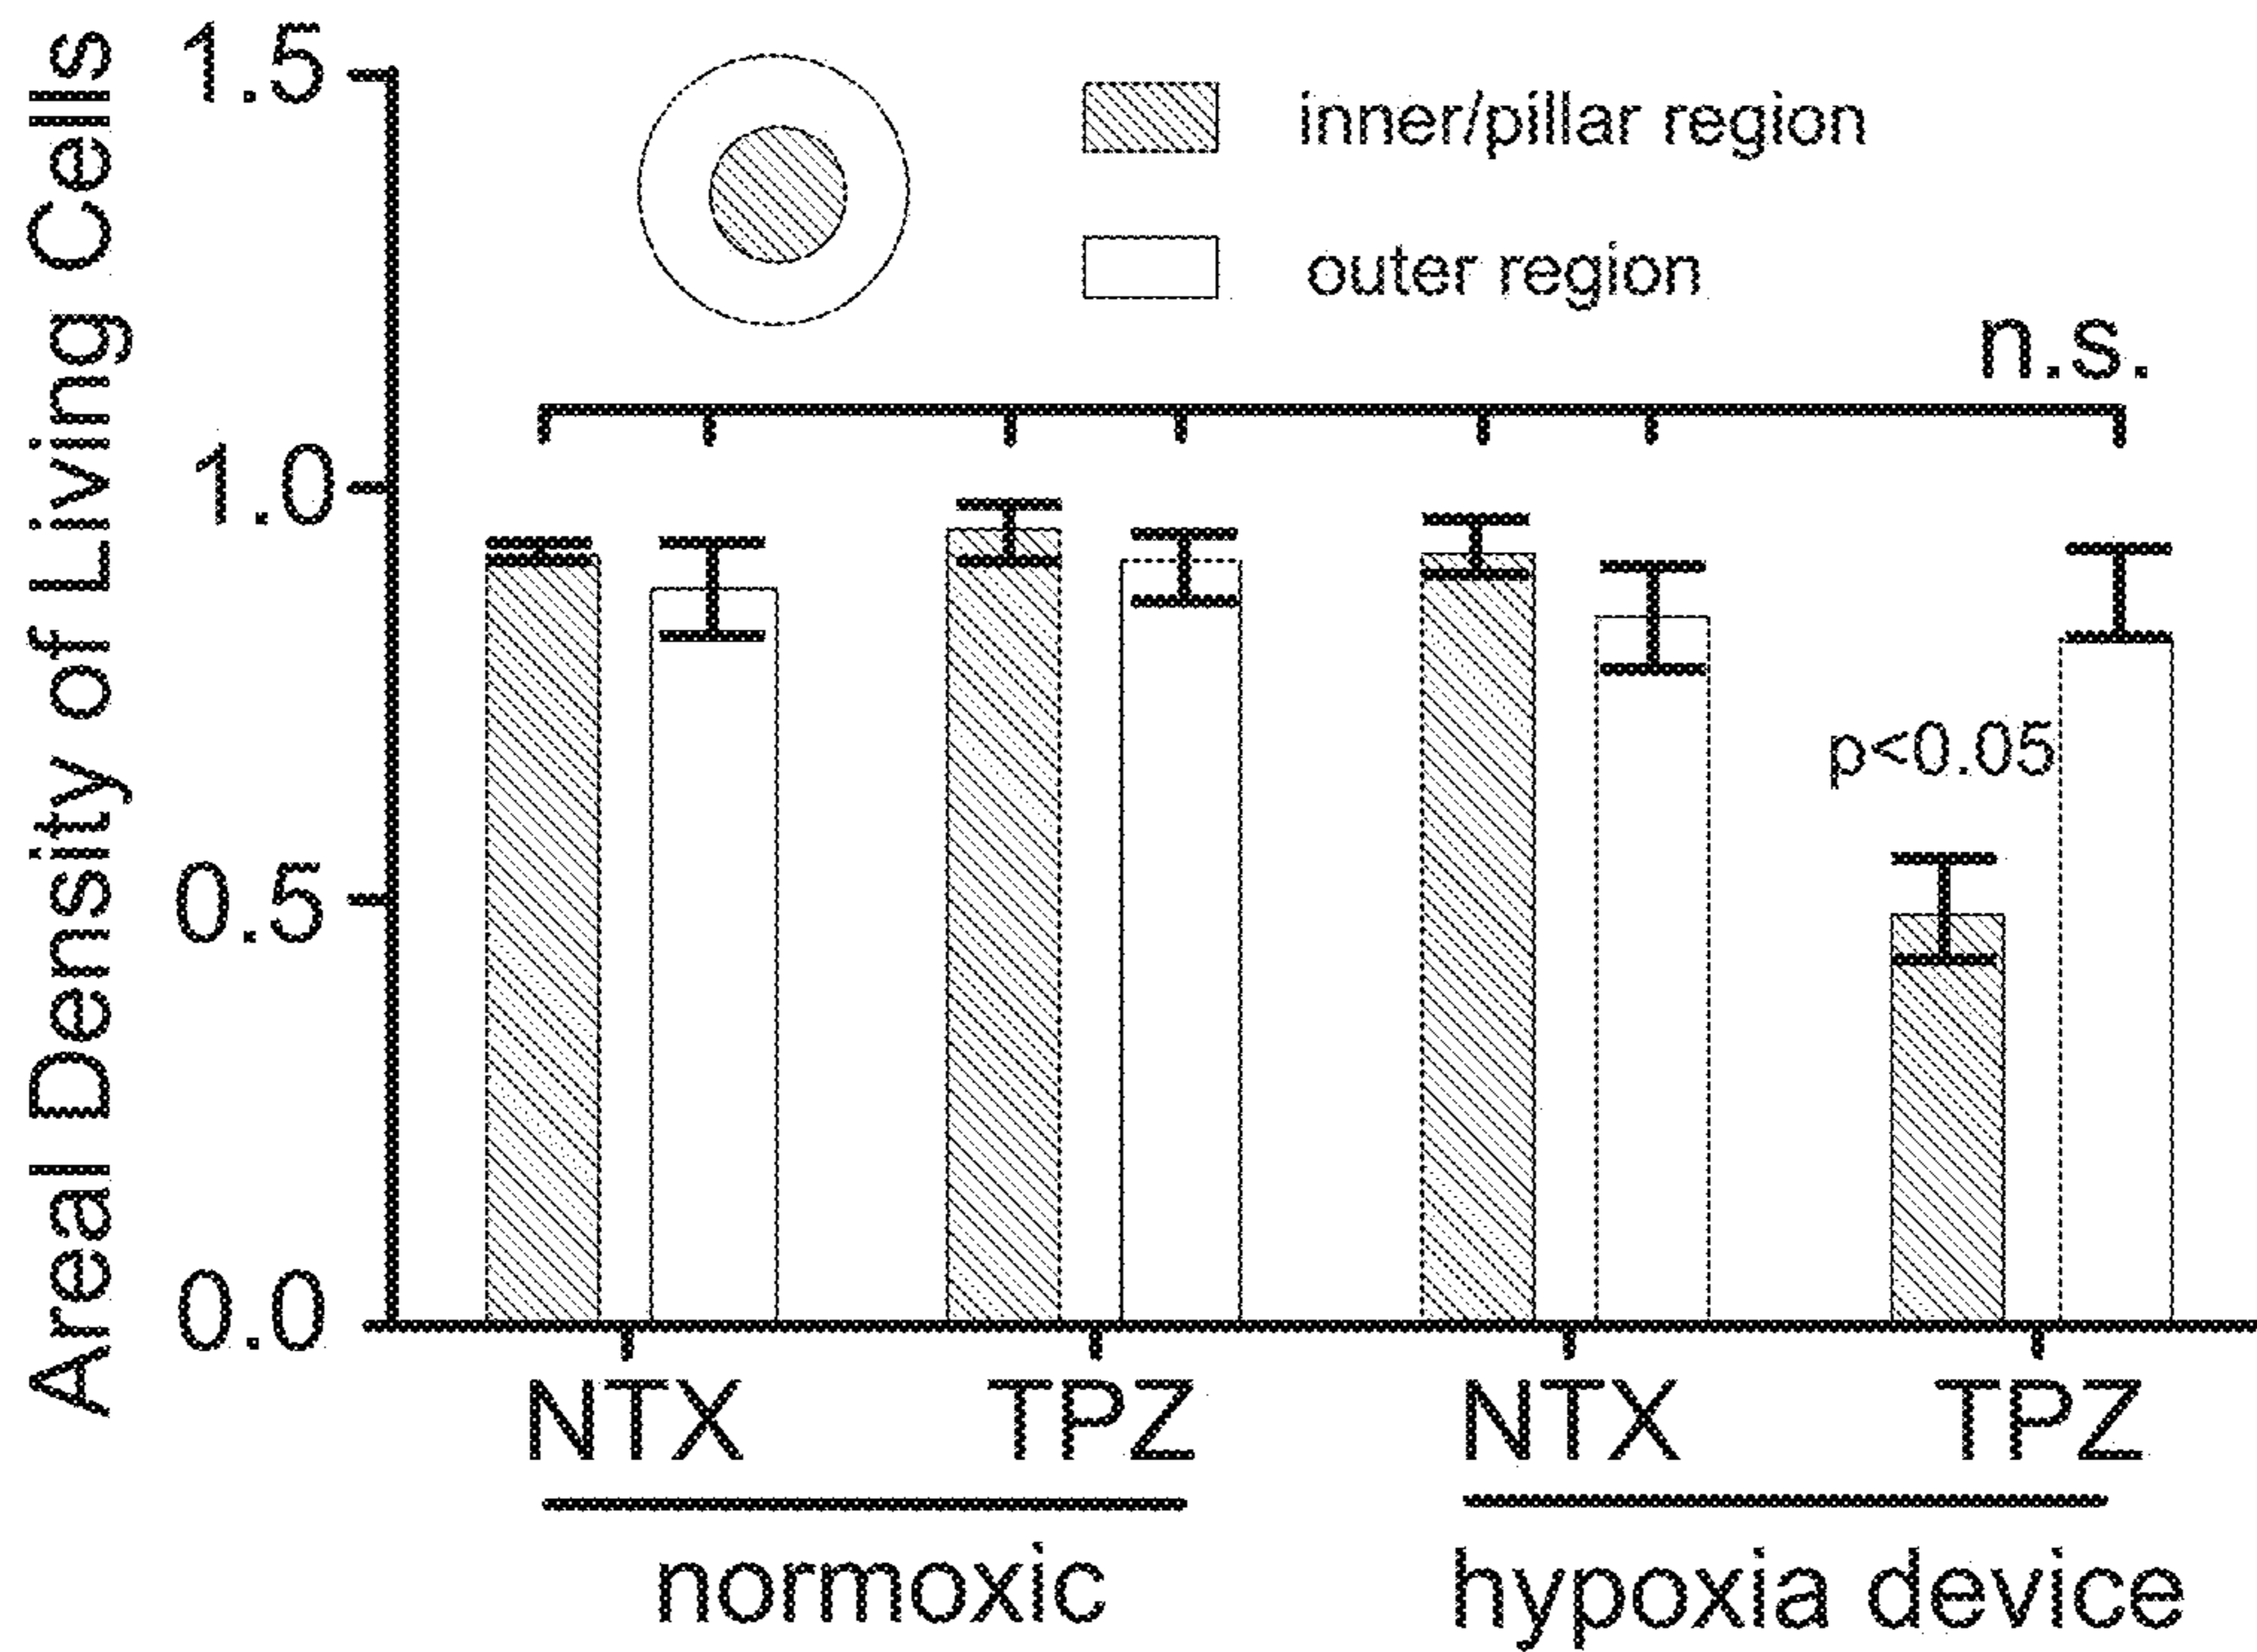 Areal Density of Living Cells
1.5
1.0
0.5
0.0
inner/pillar region
outer region
n.s.
p<0.05
NTX TPZ NTX TPZ
normoxic hypoxia device